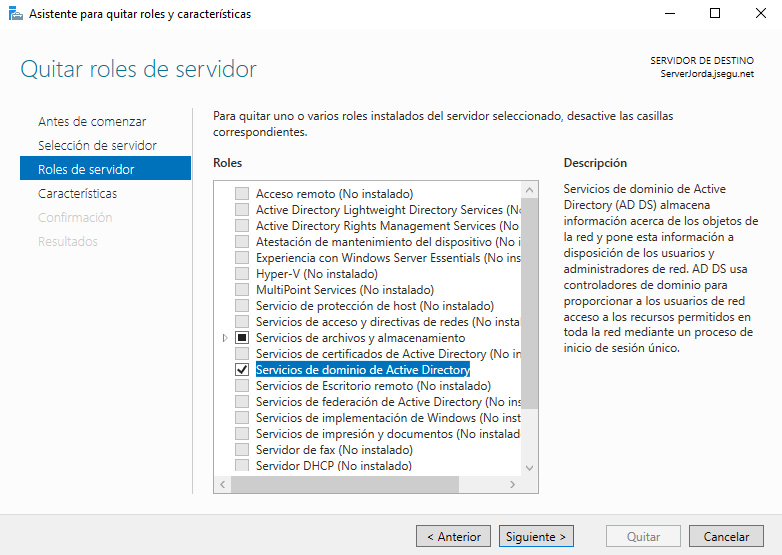 Asistente para quitar roles y características
Quitar roles de servidor
SERVIDOR DE DESTINO
ServerJorda.jsegu.net
Antes de comenzar
Selección de servidor
Roles de servidor
Características
Confirmación
Resultados
Para quitar uno o varios roles instalados del servidor seleccionado, desactive las casillas
correspondientes.
Roles
Acceso remoto (No instalado)
Active Directory Lightweight Directory Services (No
Active Directory Rights Management Services (No
Atestación de mantenimiento del dispositivo (No in
Experiencia con Windows Server Essentials (No ins
Hyper-V (No instalado)
MultiPoint Services (No instalado)
Servicio de protección de host (No instalado)
Servicios de acceso y directivas de redes (No instal
Servicios de archivos y almacenamiento
Servicios de certificados de Active Directory (No in
Servicios de dominio de Active Directory
Servicios de Escritorio remoto (No instalado)
Servicios de federación de Active Directory (No ins
Servicios de implementación de Windows (No inst
Servicios de impresión y documentos (No instalad
Servidor de fax (No instalado)
Servidor DHCP (No instalado)
Descripción
Servicios de dominio de Active
Directory (AD DS) almacena
información acerca de los objetos de
la red y pone esta información a
disposición de los usuarios y
administradores de red. AD DS usa
controladores de dominio para
proporcionar a los usuarios de red
acceso a los recursos permitidos en
toda la red mediante un proceso de
inicio de sesión único.
< Anterior
Siguiente >
Quitar
Cancelar